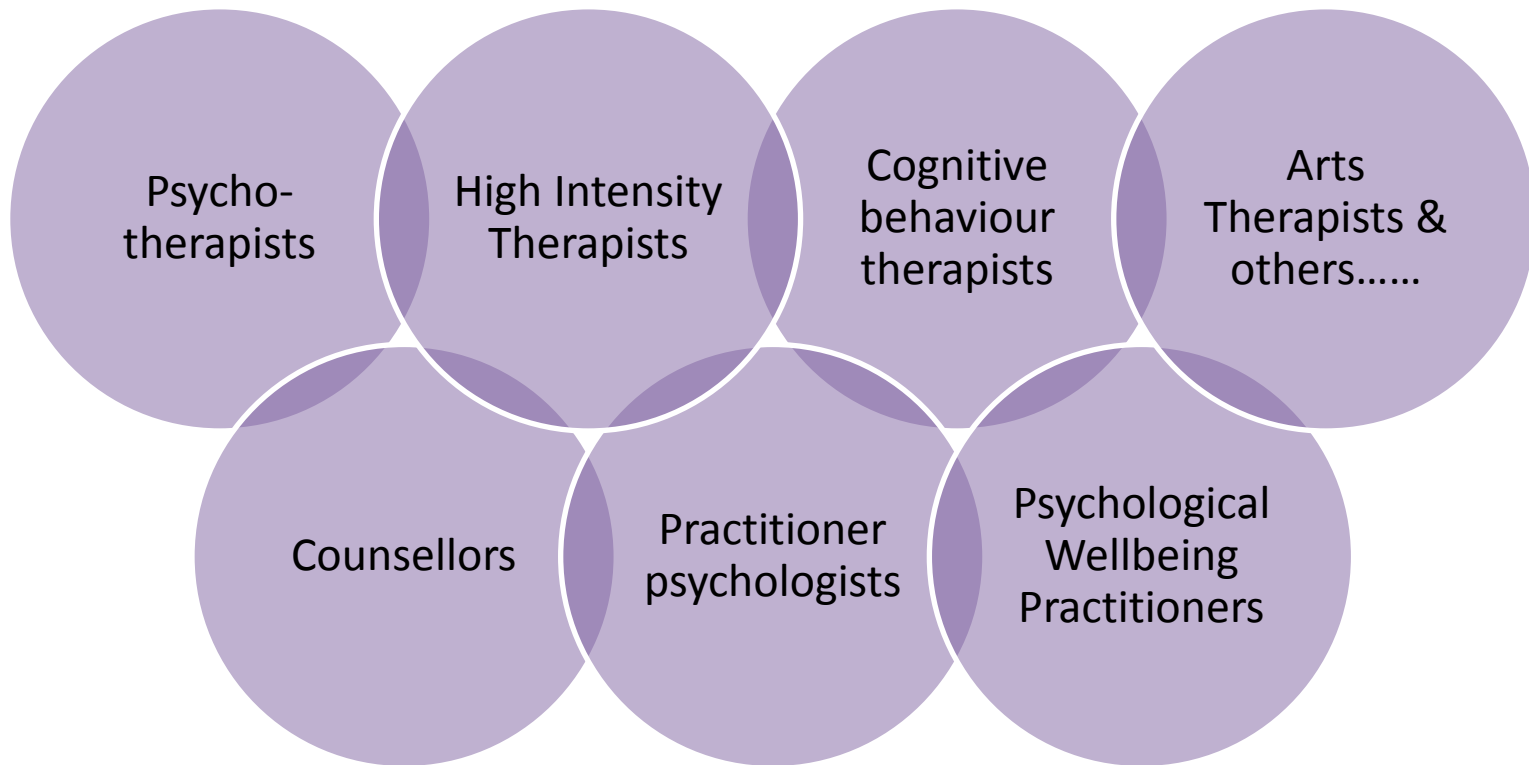 Psycho-
therapists
High Intensity
Therapists
Cognitive
behaviour
therapists
Arts
Therapists &
others......
Counsellors
Practitioner
psychologists
Psychological
Wellbeing
Practitioners